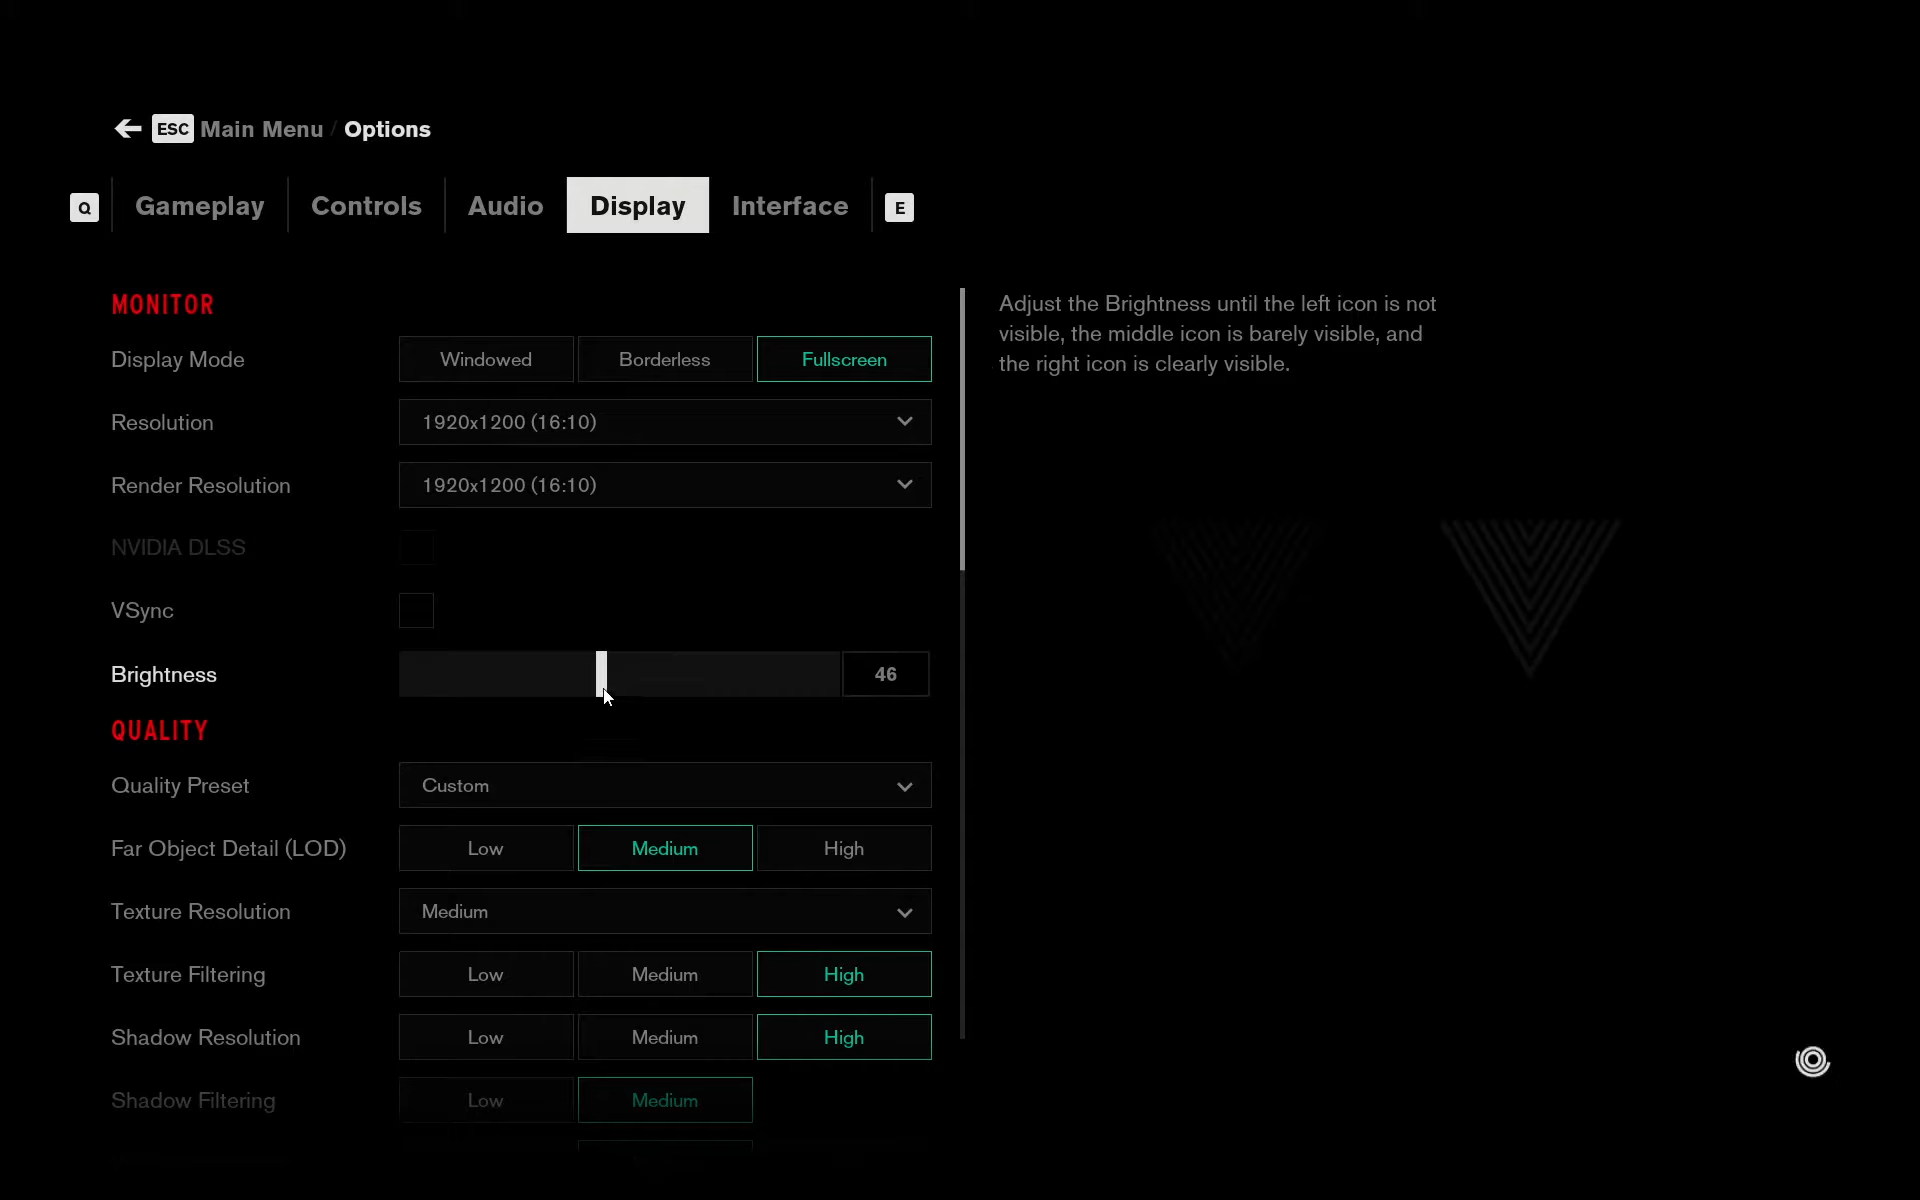 ESC Main Menu / Options
Q Gameplay Controls Audio Display Interface E
MONITOR
Display Mode Windowed Borderless Fullscreen
Resolution 1920x1200 (16:10)
Render Resolution 1920x1200 (16:10)
NVIDIA DLSS
VSync
Brightness 46
QUALITY
Quality Preset Custom
Far Object Detail (LOD) Low Medium High
Texture Resolution Medium
Texture Filtering Low Medium High
Shadow Resolution Low Medium High
Shadow Filtering Low Medium
Adjust the Brightness until the left icon is not
visible, the middle icon is barely visible, and
the right icon is clearly visible.